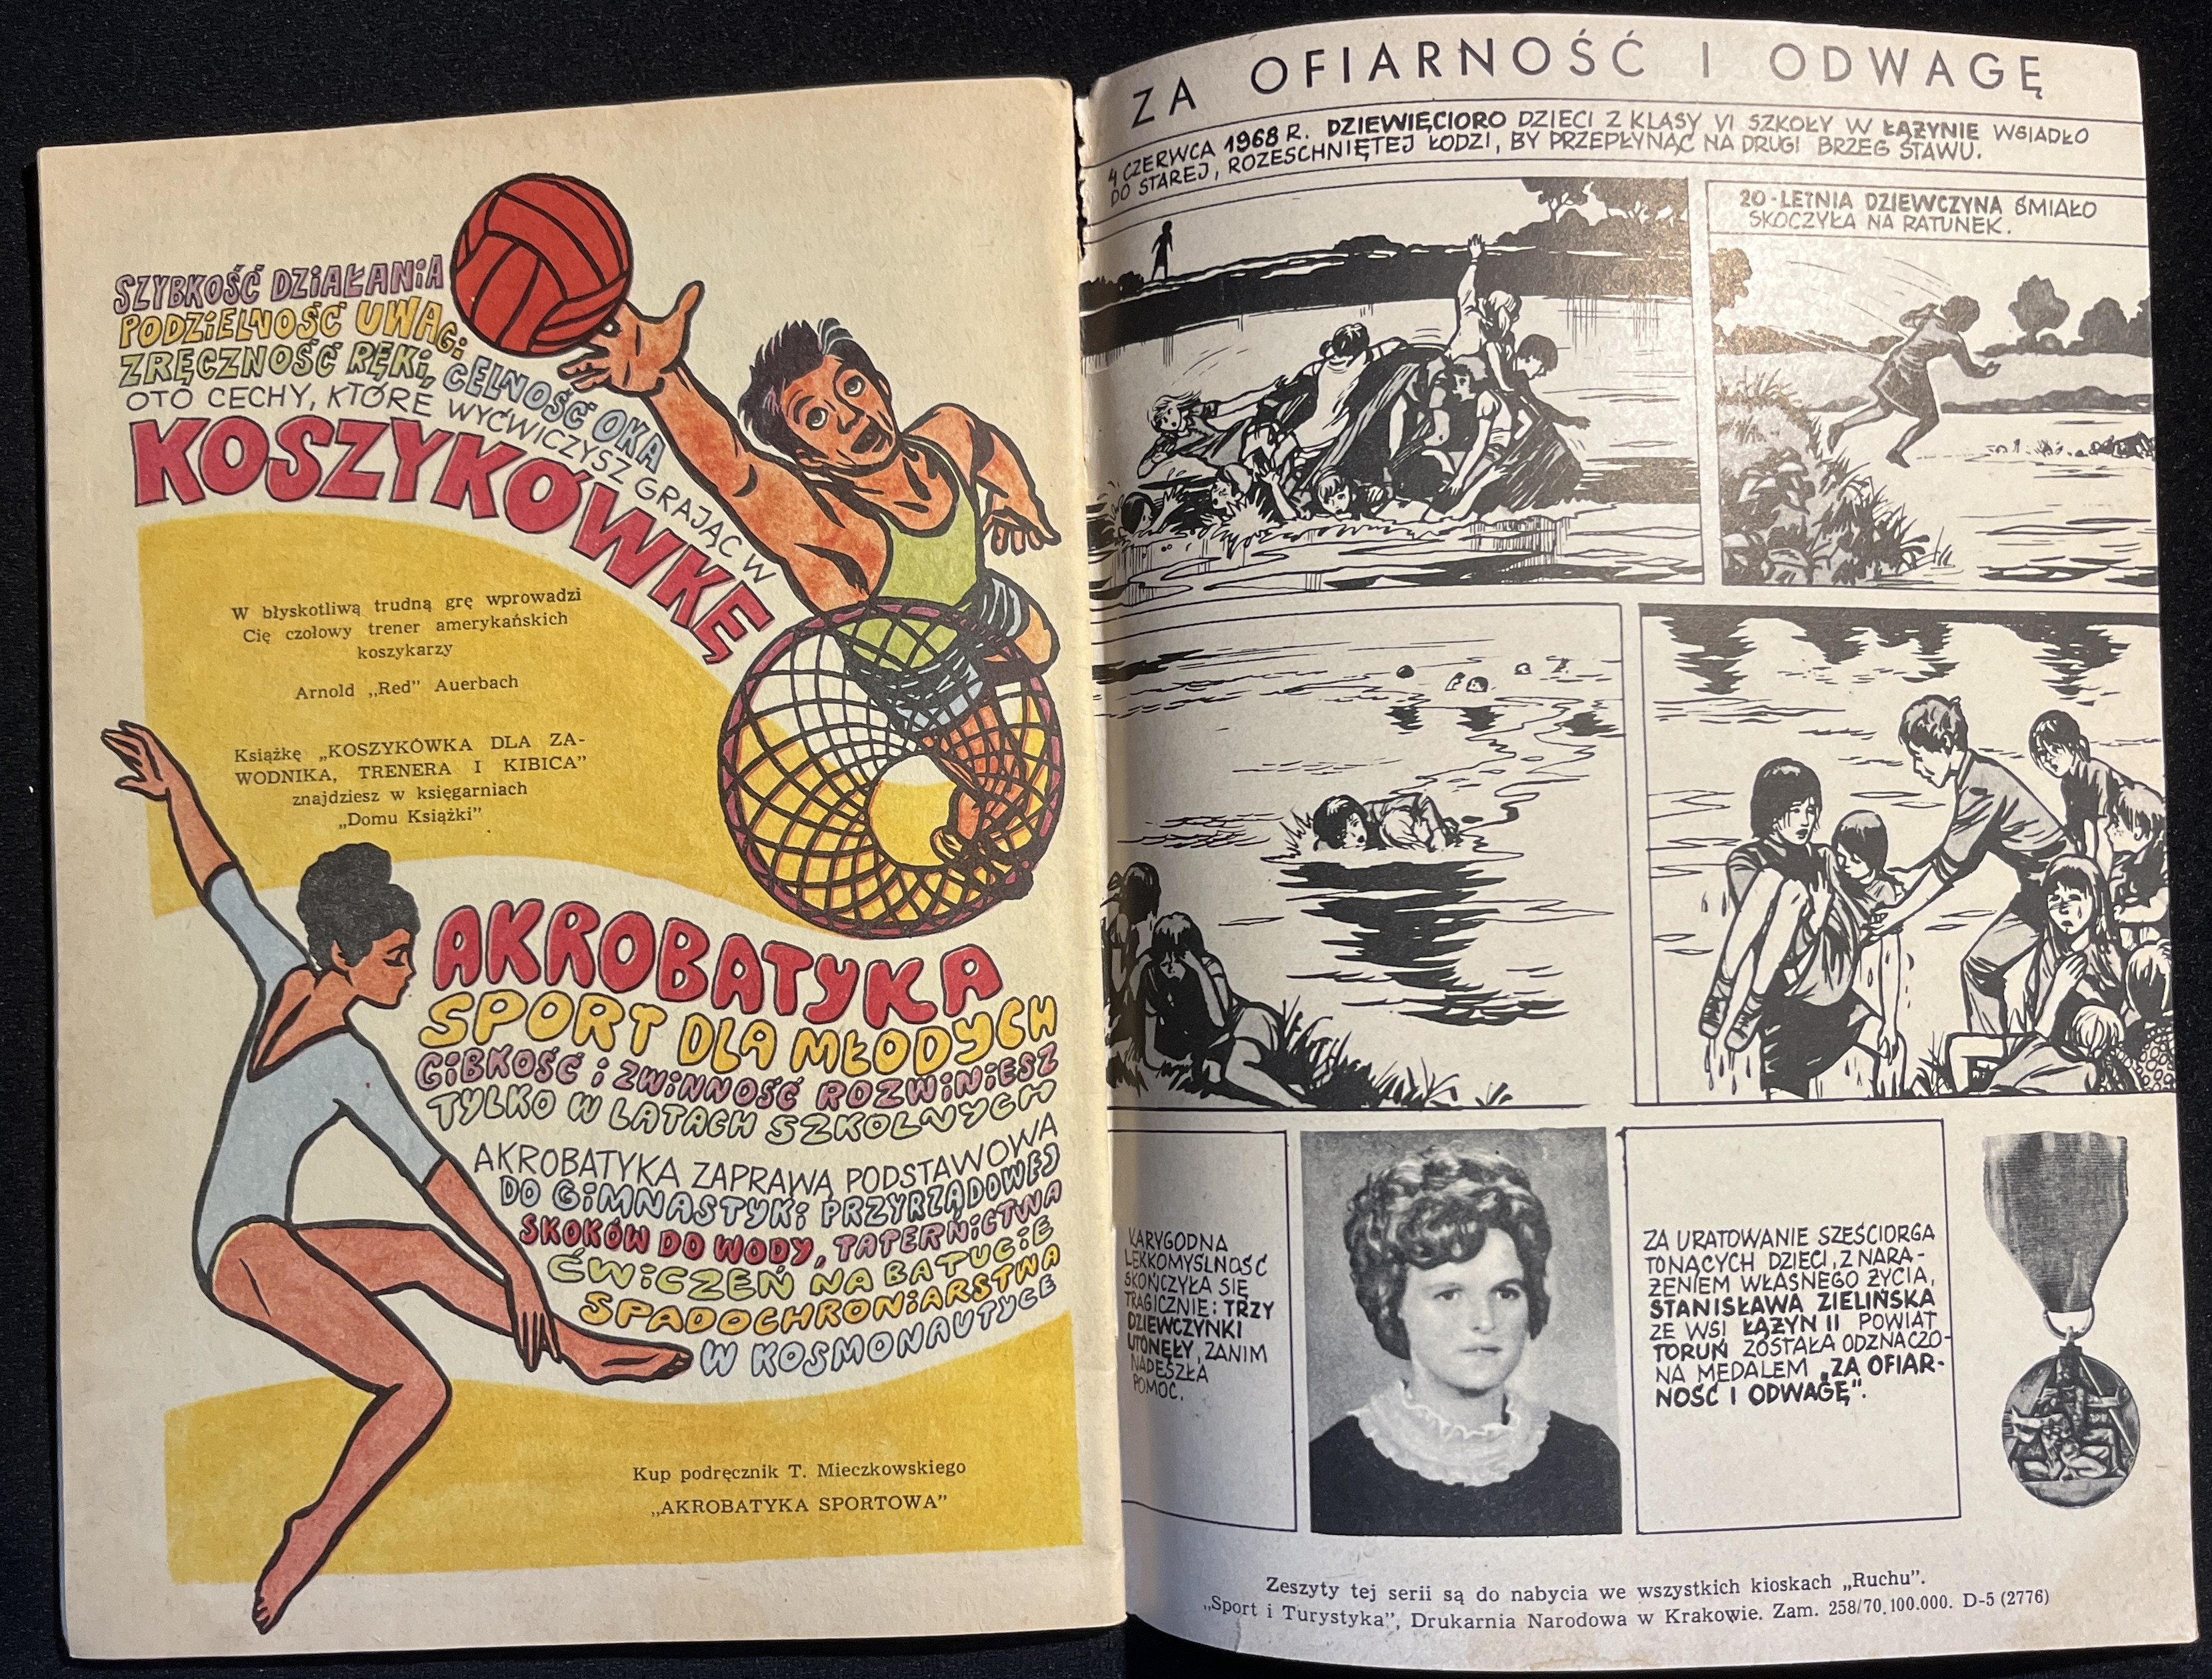 SZYBKOŚĆ DZIAŁANIA
PODZIELNOŚĆ UWAGI
ZRĘCZNOŚĆ RĘKI, CELNOŚĆ OKA
OTO CECHY, KTÓRE WYĆWICZYSZ GRAJĄC W
KOSZYKÓWKĘ
W błyskotliwą trudną grę wprowadzi
Cię czołowy trener amerykańskich
koszykarzy
Arnold „Red” Auerbach
Książkę „KOSZYKÓWKA DLA ZA-
WODNIKA, TRENERA I KIBICA”
znajdziesz w księgarniach
„Domu Książki”
AKROBATYKA
SPORT DLA MŁODYCH
GIBKOŚĆ I ZWINNOŚĆ ROZWINIESZ
TYLKO W LATACH SZKOLNYCH
AKROBATYKA ZAPRAWA PODSTAWOWA
DO GIMNASTYKI PRZYRZĄDOWEJ
SKOKÓW DO WODY, TATERNICTWA
ĆWICZEŃ NA BATUCIE
SPADOCHRONIARSTWA
W KOSMONAUTYCE
Kup podręcznik T. Mieczkowskiego
„AKROBATYKA SPORTOWA”
ZA OFIARNOŚĆ I ODWAGĘ
4 CZERWCA 1968 R. DZIEWIĘCIORO DZIECI Z KLASY VI SZKOŁY W ŁĄŻYNIE WSIADŁO
DO STAREJ, ROZESCHNIĘTEJ ŁODZI, BY PRZEPŁYNĄĆ NA DRUGI BRZEG STAWU.
20-LETNIA DZIEWCZYNA ŚMIAŁO
SKOCZYŁA NA RATUNEK.
KARYGODNA
LEKKOMYŚLNOŚĆ
SKOŃCZYŁA SIĘ
TRAGICZNIE: TRZY
DZIEWCZYNKI
UTONĘŁY, ZANIM
NADESZŁA
POMOC.
ZA URATOWANIE SZEŚCIORGA
TONĄCYCH DZIECI, Z NARA-
ŻENIEM WŁASNEGO ŻYCIA,
STANISŁAWA ZIELIŃSKA
ZE WSI ŁĄŻYN II POWIAT
TORUŃ ZOSTAŁA ODZNACZO-
NA MEDALEM „ZA OFIAR-
NOŚĆ I ODWAGĘ”.
Zeszyty tej serii są do nabycia we wszystkich kioskach „Ruchu”.
„Sport i Turystyka”, Drukarnia Narodowa w Krakowie. Zam. 258/70. 100.000. D-5 (2776)